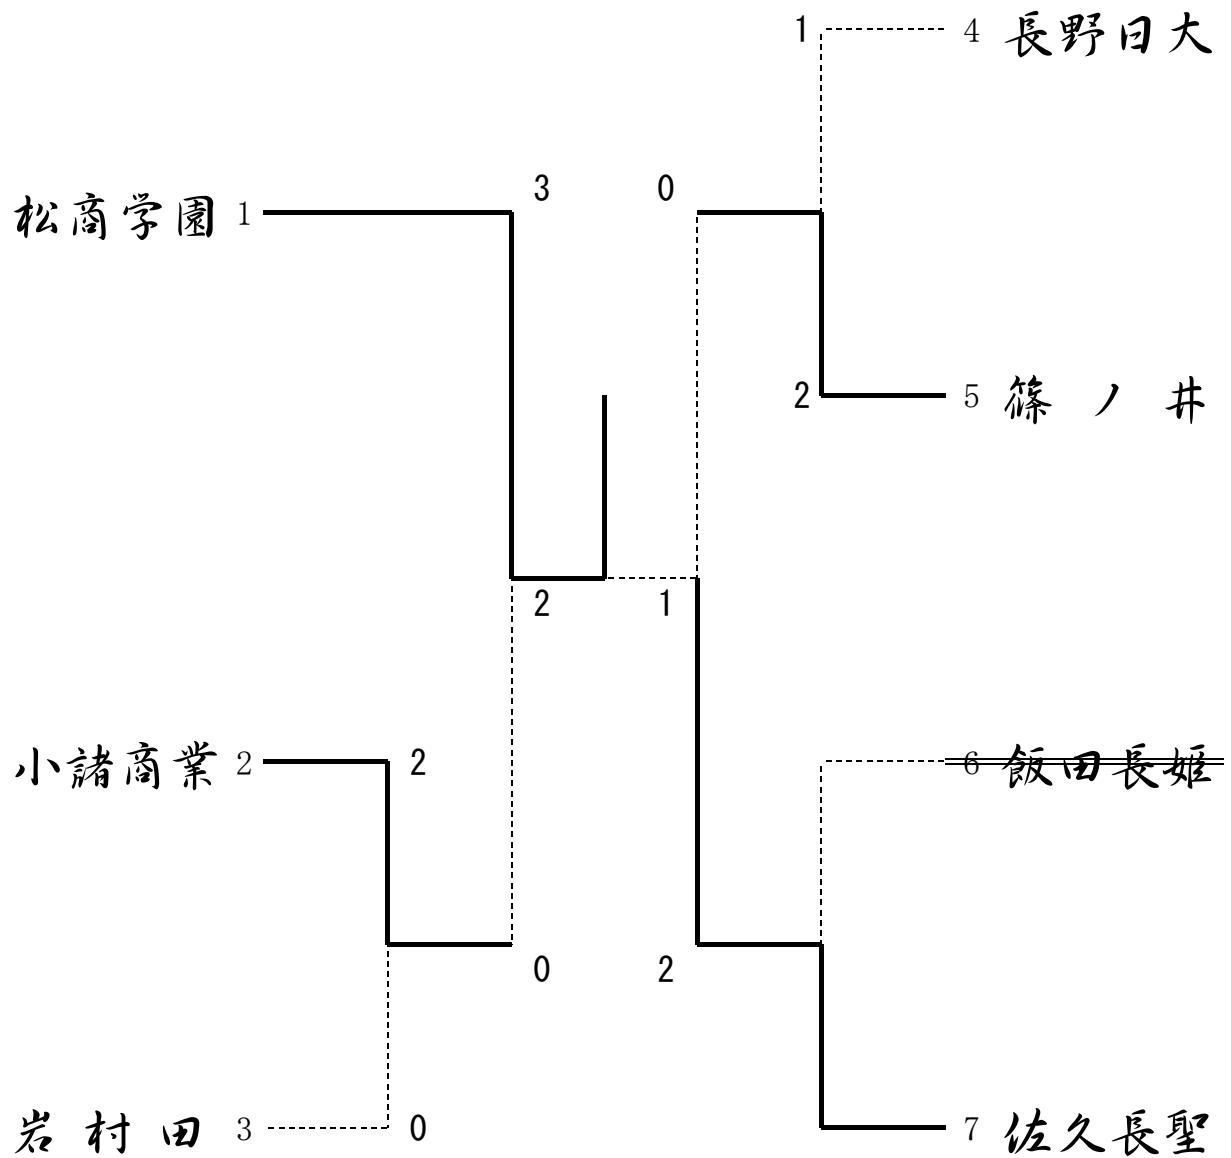 1 4 長野日大
3 0
松商学園 1
2 5 篠ノ井
2 1
小諸商業 2 2
6 飯田長姫
0 2
岩村田 3 0
7 佐久長聖